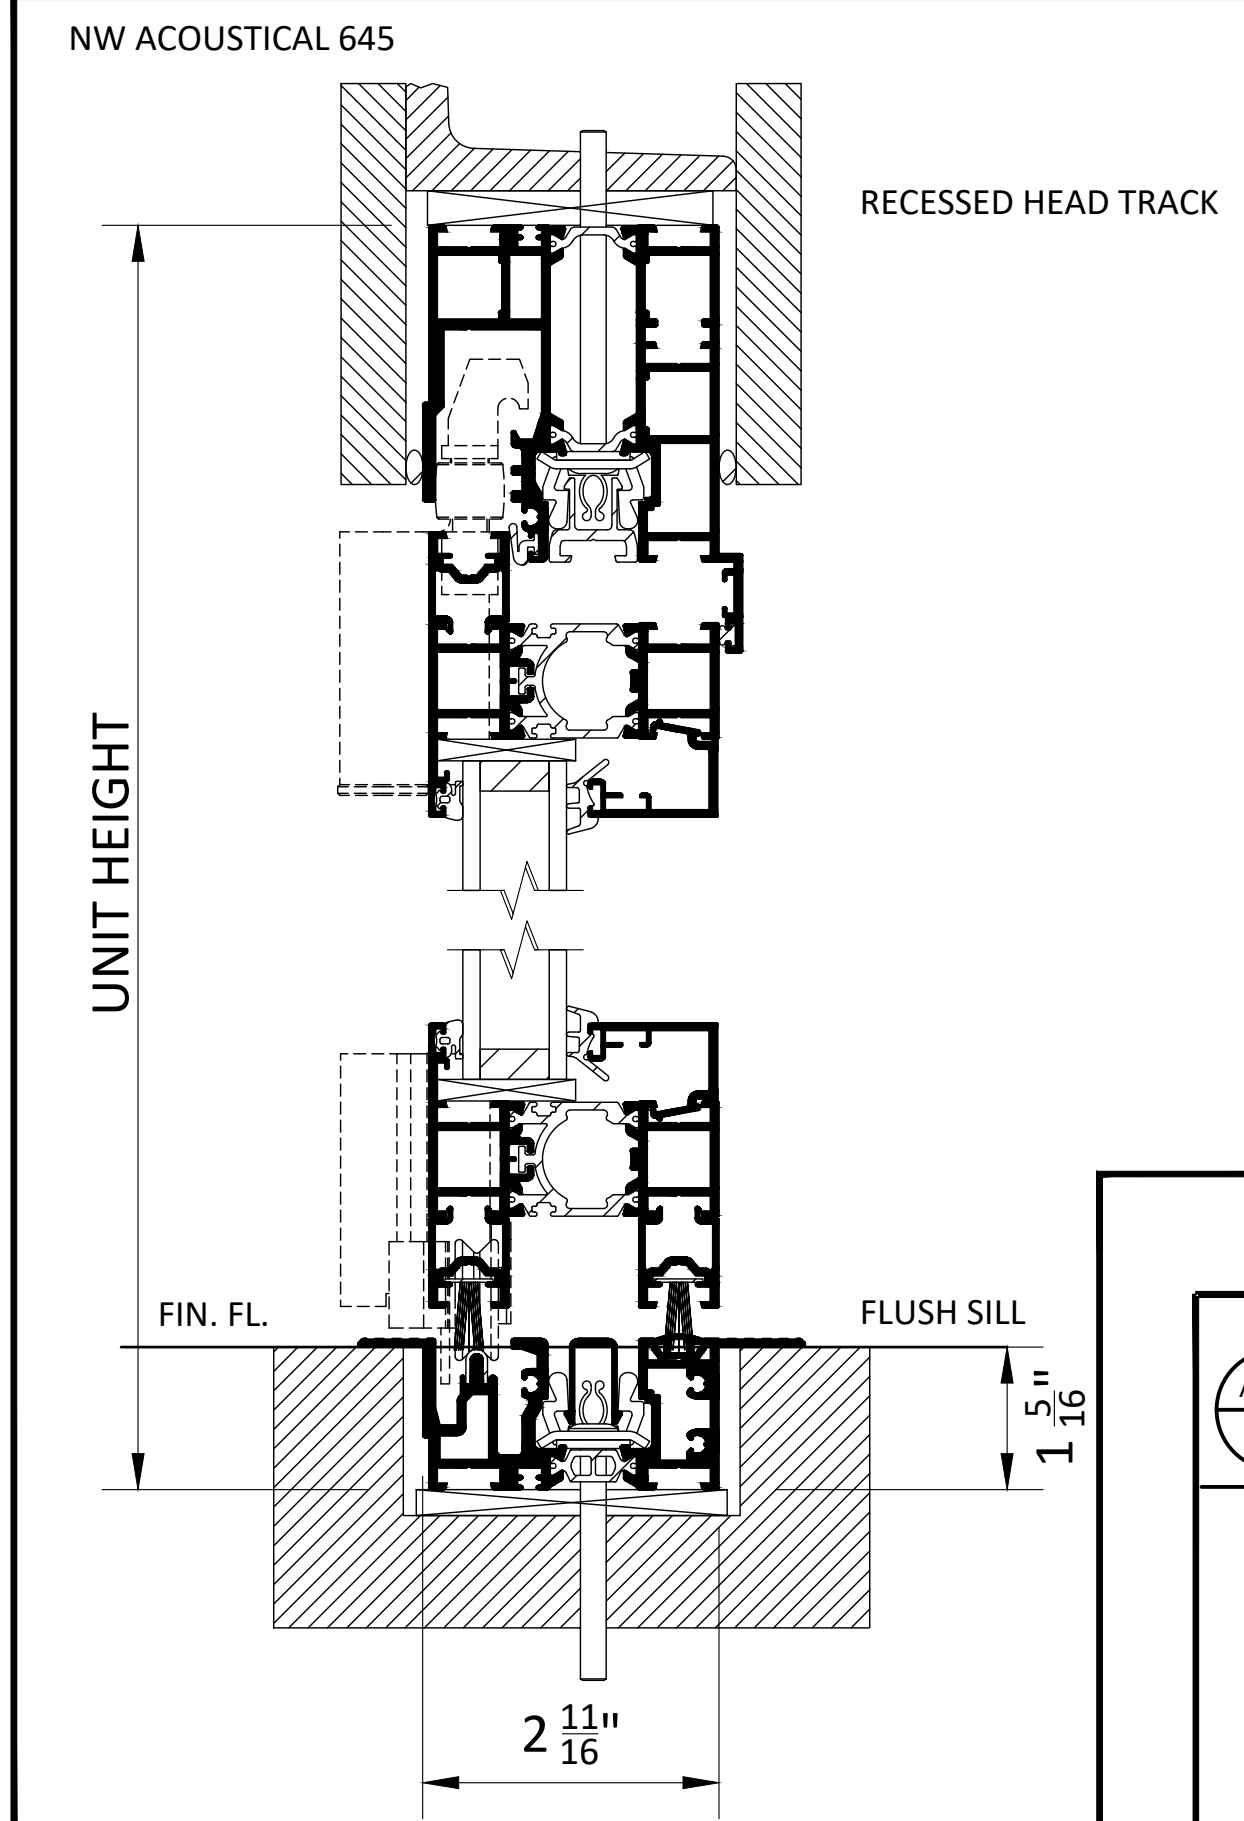 NW ACOUSTICAL 645
RECESSED HEAD TRACK
UNIT HEIGHT
FIN. FL.
FLUSH SILL
1 5/16"
2 11/16"